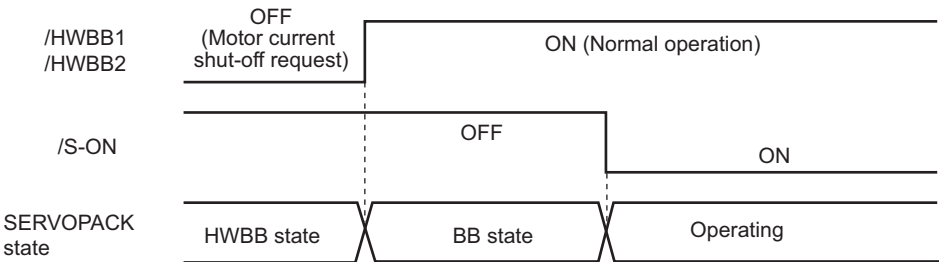 /HWBB1
/HWBB2
OFF
(Motor current
shut-off request)
ON (Normal operation)
/S-ON
OFF
ON
SERVOPACK
state
HWBB state
BB state
Operating